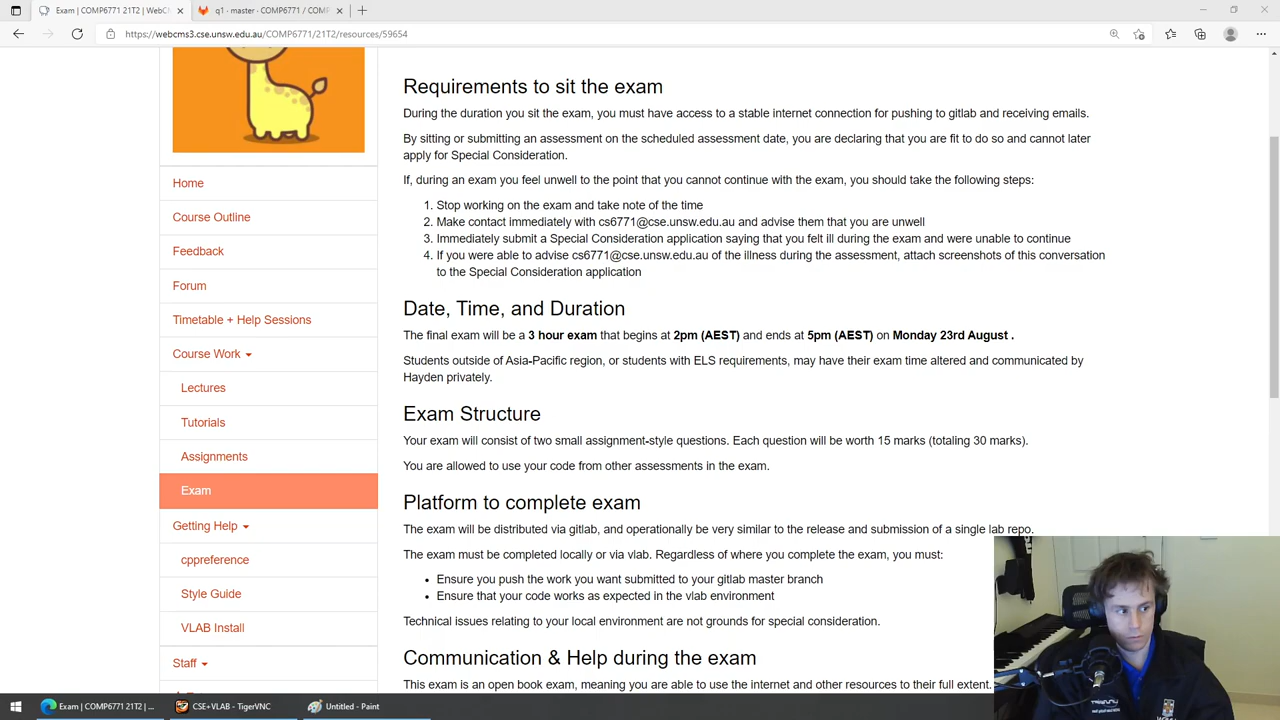 Exam | COMP6771 21T2 | WebC
q1 · master · COMP6771 / COMP
https://webcms3.cse.unsw.edu.au/COMP6771/21T2/resources/59654
Home
Course Outline
Feedback
Forum
Timetable + Help Sessions
Course Work
Lectures
Tutorials
Assignments
Exam
Getting Help
cppreference
Style Guide
VLAB Install
Staff
Requirements to sit the exam
During the duration you sit the exam, you must have access to a stable internet connection for pushing to gitlab and receiving emails.
By sitting or submitting an assessment on the scheduled assessment date, you are declaring that you are fit to do so and cannot later
apply for Special Consideration.
If, during an exam you feel unwell to the point that you cannot continue with the exam, you should take the following steps:
1. Stop working on the exam and take note of the time
2. Make contact immediately with cs6771@cse.unsw.edu.au and advise them that you are unwell
3. Immediately submit a Special Consideration application saying that you felt ill during the exam and were unable to continue
4. If you were able to advise cs6771@cse.unsw.edu.au of the illness during the assessment, attach screenshots of this conversation
to the Special Consideration application
Date, Time, and Duration
The final exam will be a 3 hour exam that begins at 2pm (AEST) and ends at 5pm (AEST) on Monday 23rd August .
Students outside of Asia-Pacific region, or students with ELS requirements, may have their exam time altered and communicated by
Hayden privately.
Exam Structure
Your exam will consist of two small assignment-style questions. Each question will be worth 15 marks (totaling 30 marks).
You are allowed to use your code from other assessments in the exam.
Platform to complete exam
The exam will be distributed via gitlab, and operationally be very similar to the release and submission of a single lab repo.
The exam must be completed locally or via vlab. Regardless of where you complete the exam, you must:
• Ensure you push the work you want submitted to your gitlab master branch
• Ensure that your code works as expected in the vlab environment
Technical issues relating to your local environment are not grounds for special consideration.
Communication & Help during the exam
This exam is an open book exam, meaning you are able to use the internet and other resources to their full extent.
Exam | COMP6771 21T2 | ...
CSE+VLAB - TigerVNC
Untitled - Paint